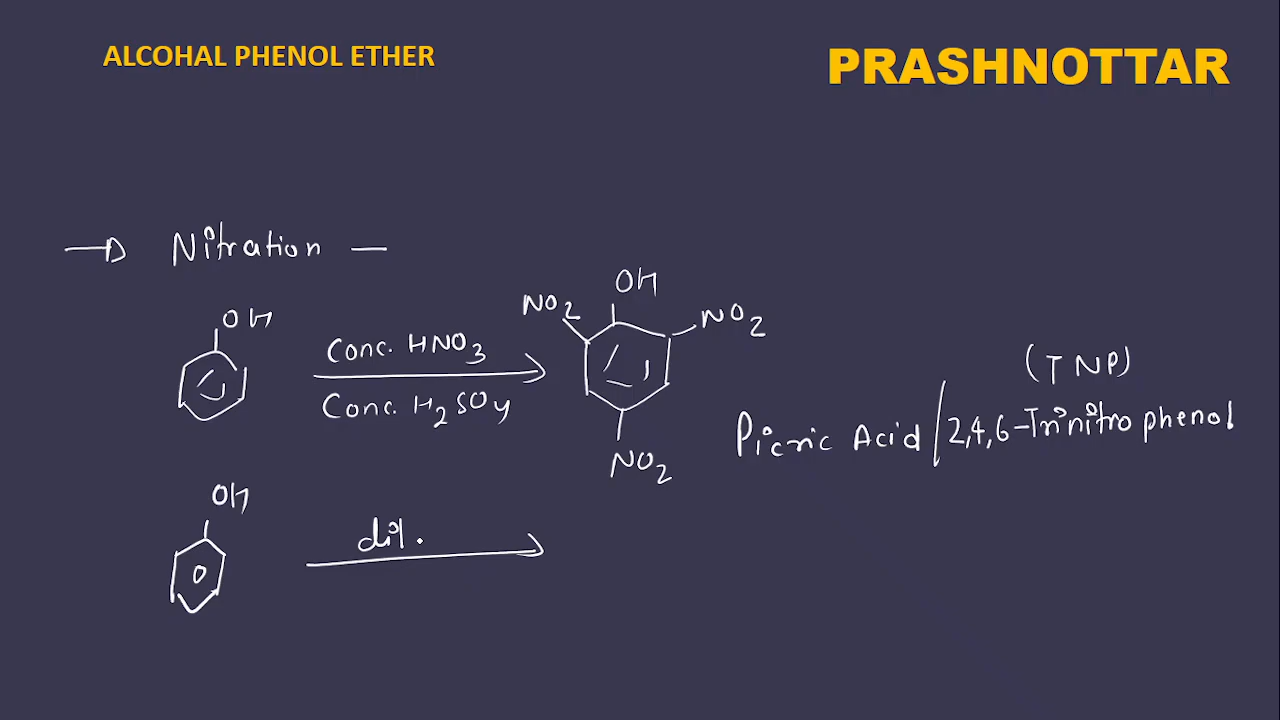 ALCOHAL PHENOL ETHER
PRASHNOTTAR
→ Nitration —
OH
Conc. HNO3
Conc. H2SO4
OH
NO2
NO2
NO2
(TNP)
Picric Acid / 2,4,6-Trinitrophenol
OH
dil.